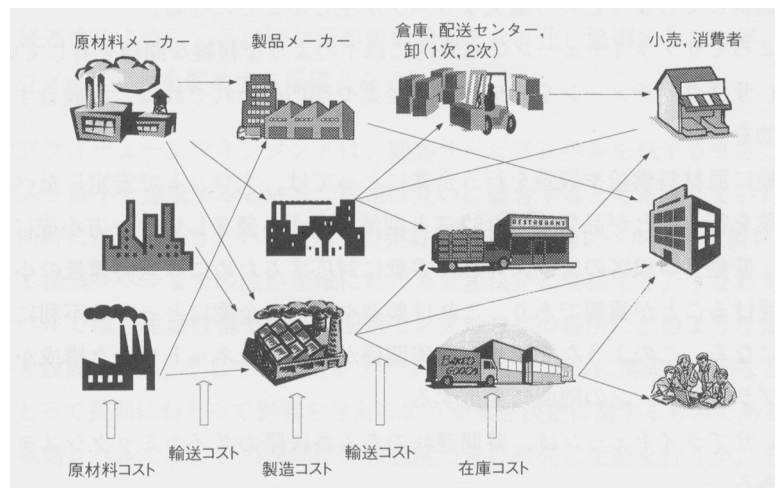 原材料メーカー
製品メーカー
倉庫, 配送センター,
卸(1次, 2次)
小売, 消費者
RESTAURANT
BAKED
GOODS
原材料コスト
輸送コスト
製造コスト
輸送コスト
在庫コスト